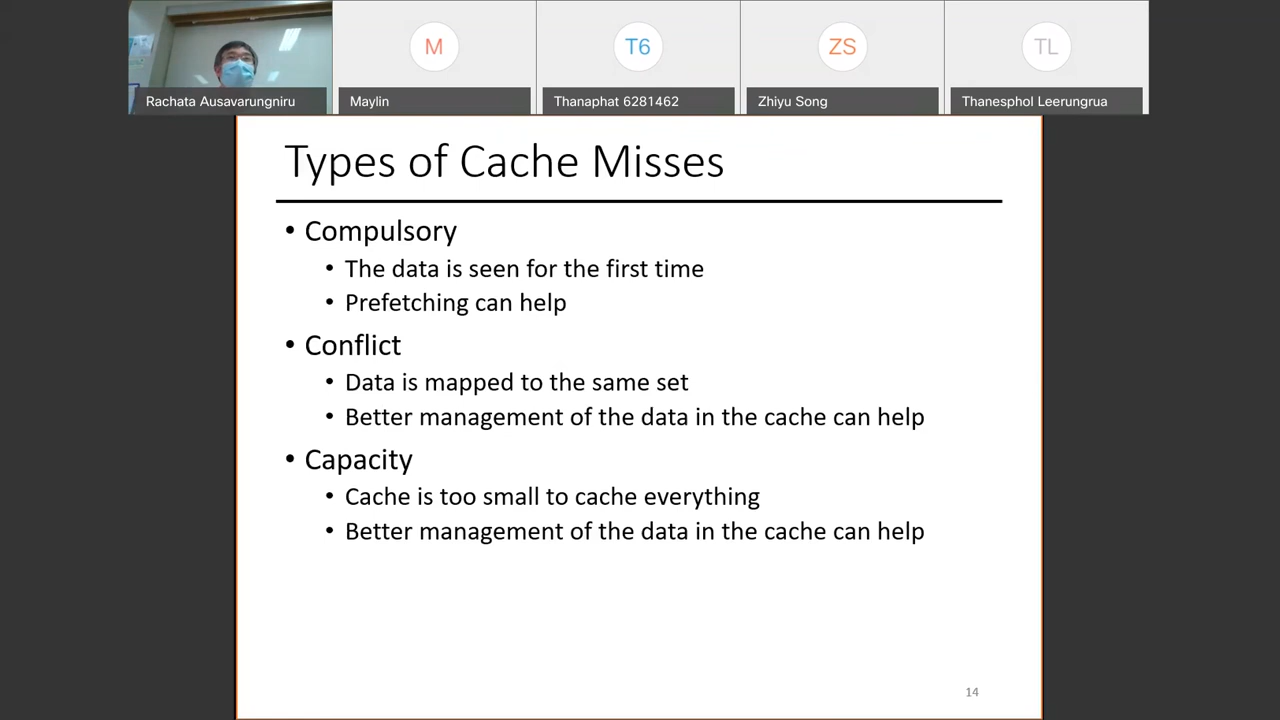 M
T6
ZS
TL
Rachata Ausavarungniru
Maylin
Thanaphat 6281462
Zhiyu Song
Thanesphol Leerungrua
Types of Cache Misses
• Compulsory
• The data is seen for the first time
• Prefetching can help
• Conflict
• Data is mapped to the same set
• Better management of the data in the cache can help
• Capacity
• Cache is too small to cache everything
• Better management of the data in the cache can help
14